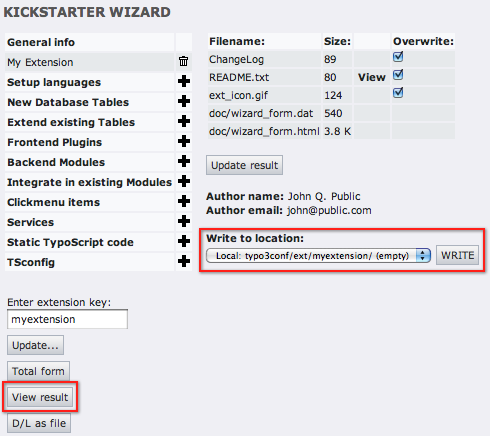 KICKSTARTER WIZARD
General info
My Extension
Setup languages
New Database Tables
Extend existing Tables
Frontend Plugins
Backend Modules
Integrate in existing Modules
Clickmenu items
Services
Static TypoScript code
TSconfig
Enter extension key:
myextension
Update...
Total form
View result
D/L as file
Filename: Size: Overwrite:
ChangeLog 89
README.txt 80 View
ext_icon.gif 124
doc/wizard_form.dat 540
doc/wizard_form.html 3.8 K
Update result
Author name: John Q. Public
Author email: john@public.com
Write to location:
Local: typo3conf/ext/myextension/ (empty) WRITE